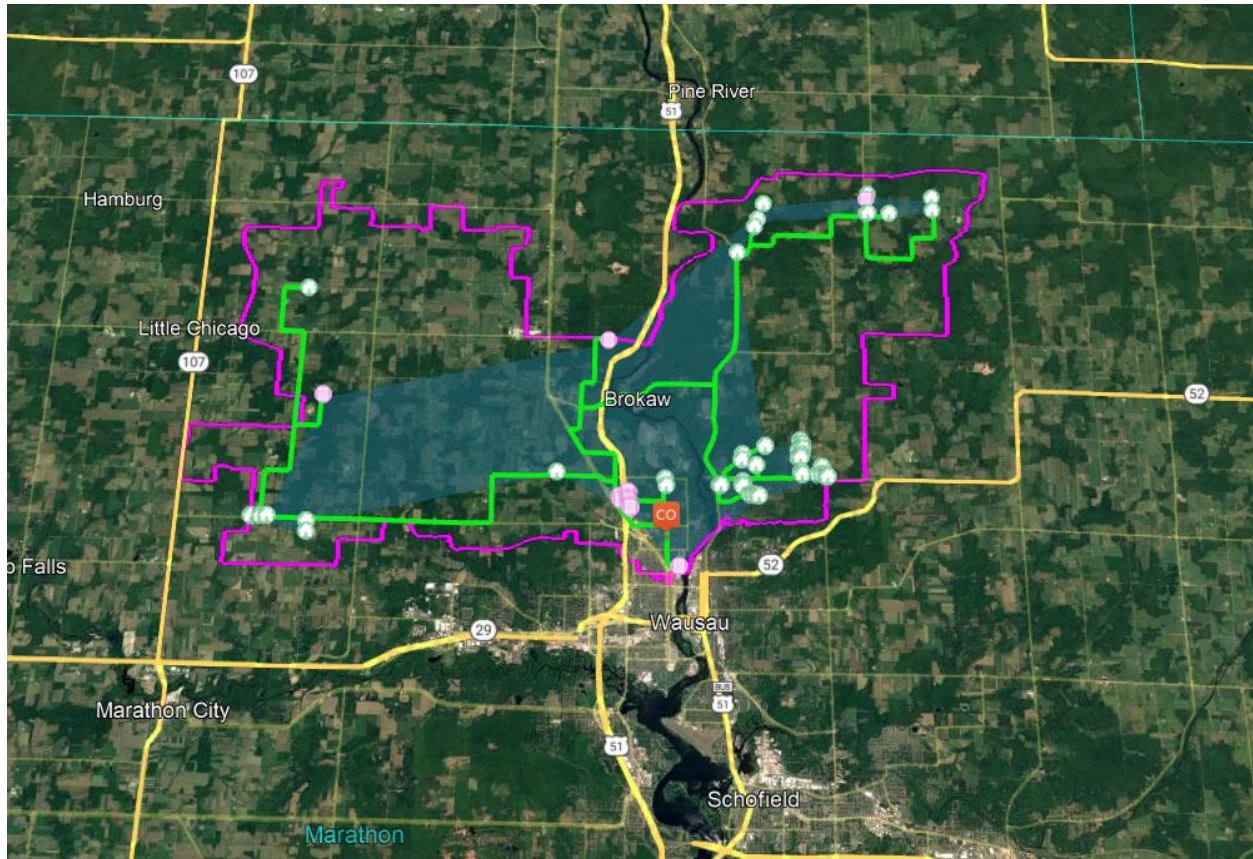 107
Pine River
51
Hamburg
Little Chicago
107
Brokaw
52
CO
o Falls
52
29
Wausau
Marathon City
BUS
51
51
Schofield
Marathon